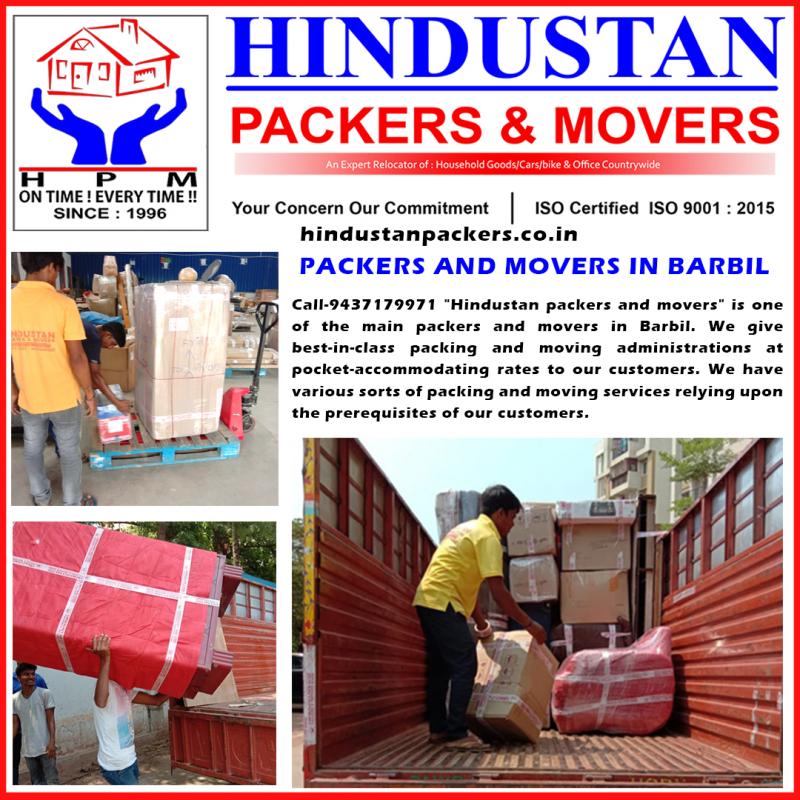 HINDUSTAN
PACKERS & MOVERS
An Expert Relocator of : Household Goods/Cars/bike & Office Countrywide
H P M
ON TIME ! EVERY TIME !!
SINCE : 1996
Your Concern Our Commitment | ISO Certified ISO 9001 : 2015
hindustanpackers.co.in
PACKERS AND MOVERS IN BARBIL
Call-9437179971 "Hindustan packers and movers" is one
of the main packers and movers in Barbil. We give
best-in-class packing and moving administrations at
pocket-accommodating rates to our customers. We have
various sorts of packing and moving services relying upon
the prerequisites of our customers.
HINDUSTAN